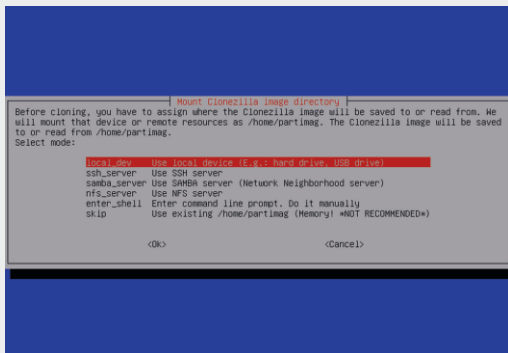 Mount Clonezilla image directory
Before cloning, you have to assign where the Clonezilla image will be saved to or read from. We
will mount that device or remote resources as /home/partimag. The Clonezilla image will be saved
to or read from /home/partimag.
Select mode:
local_dev Use local device (E.g.: hard drive, USB drive)
ssh_server Use SSH server
samba_server Use SAMBA server (Network Neighborhood server)
nfs_server Use NFS server
enter_shell Enter command line prompt. Do it manually
skip Use existing /home/partimag (Memory! *NOT RECOMMENDED*)
<Ok> <Cancel>